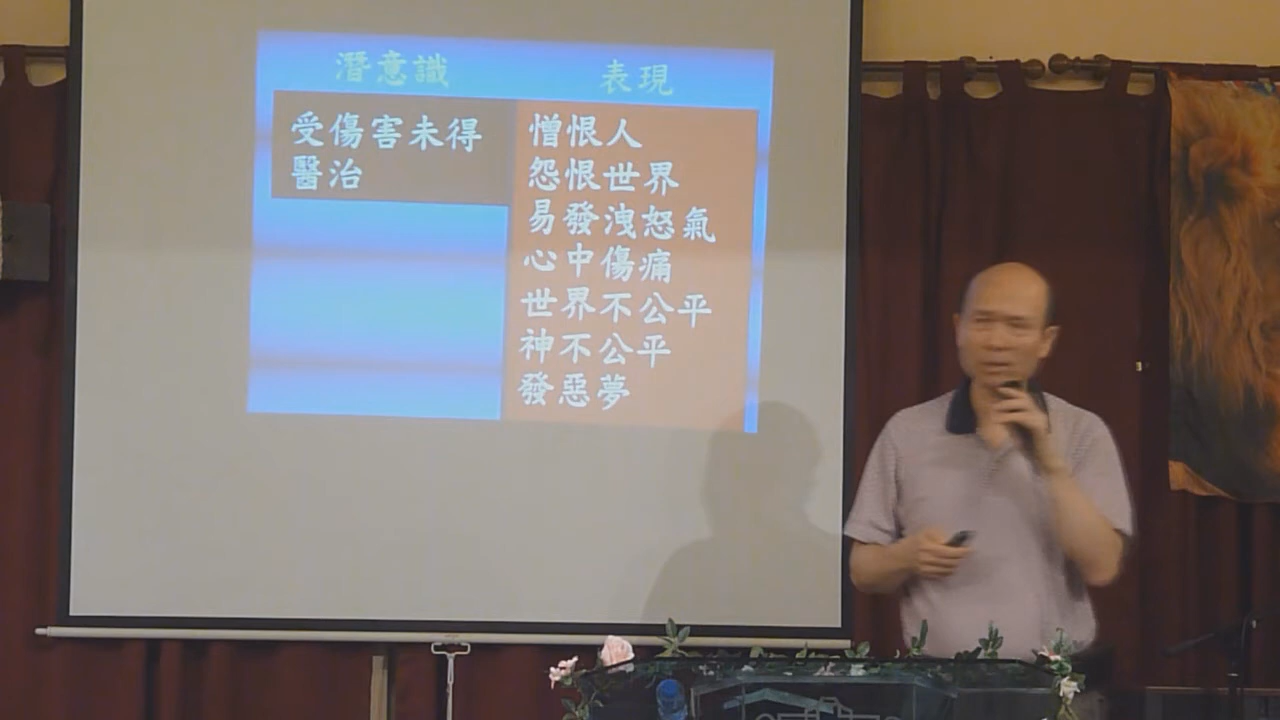 潛意識 表現
受傷害未得
醫治
憎恨人
怨恨世界
易發洩怒氣
心中傷痛
世界不公平
神不公平
發惡夢